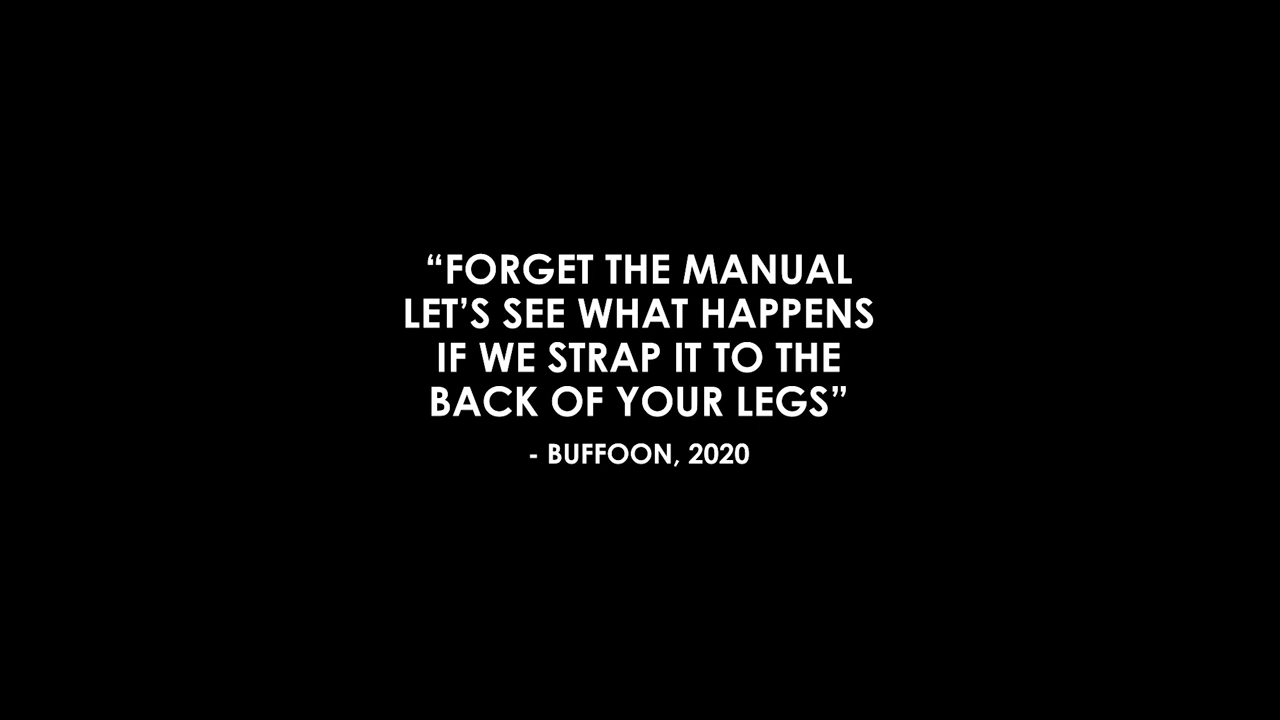 “FORGET THE MANUAL
LET’S SEE WHAT HAPPENS
IF WE STRAP IT TO THE
BACK OF YOUR LEGS”
- BUFFOON, 2020